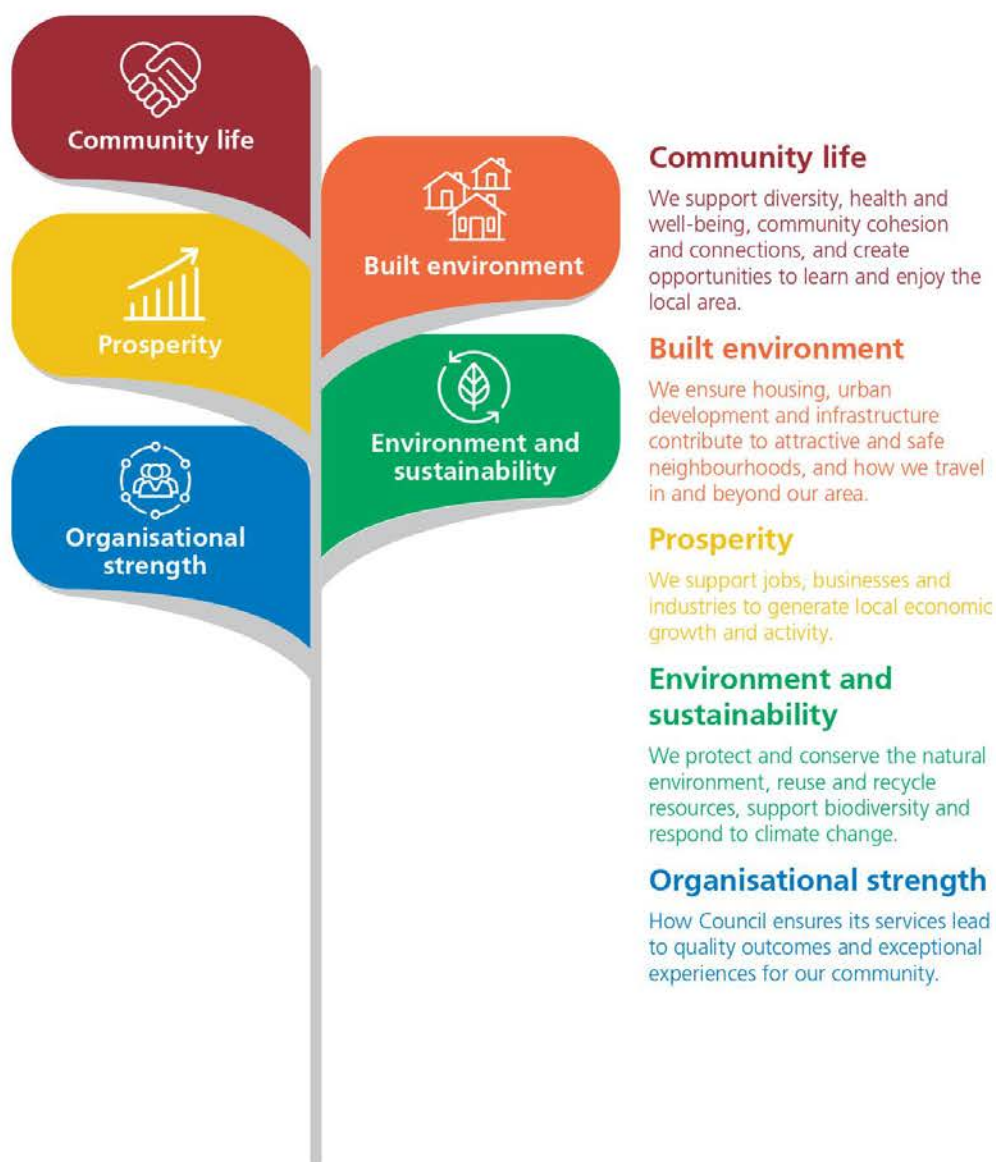 Community life
Built environment
Prosperity
Environment and
sustainability
Organisational
strength
Community life
We support diversity, health and
well-being, community cohesion
and connections, and create
opportunities to learn and enjoy the
local area.
Built environment
We ensure housing, urban
development and infrastructure
contribute to attractive and safe
neighbourhoods, and how we travel
in and beyond our area.
Prosperity
We support jobs, businesses and
industries to generate local economic
growth and activity.
Environment and
sustainability
We protect and conserve the natural
environment, reuse and recycle
resources, support biodiversity and
respond to climate change.
Organisational strength
How Council ensures its services lead
to quality outcomes and exceptional
experiences for our community.